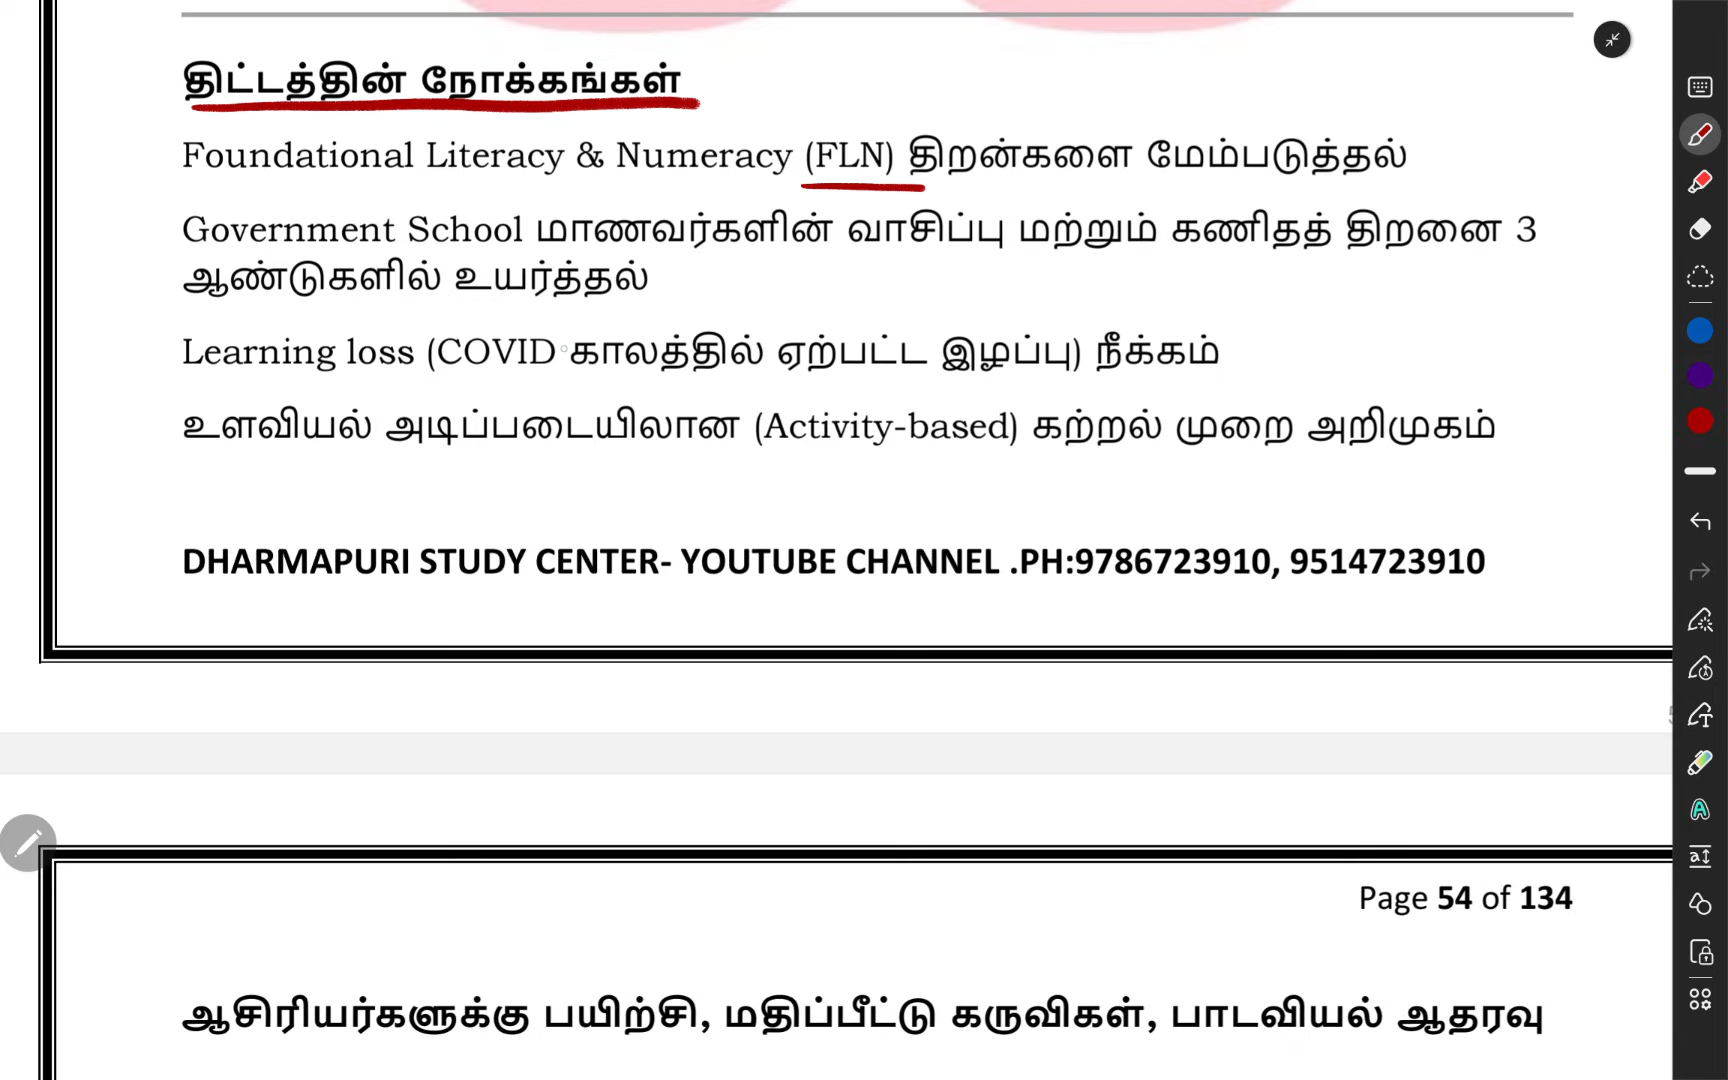 திட்டத்தின் நோக்கங்கள்
Foundational Literacy & Numeracy (FLN) திறன்களை மேம்படுத்தல்
Government School மாணவர்களின் வாசிப்பு மற்றும் கணிதத் திறனை 3
ஆண்டுகளில் உயர்த்தல்
Learning loss (COVID காலத்தில் ஏற்பட்ட இழப்பு) நீக்கம்
உளவியல் அடிப்படையிலான (Activity-based) கற்றல் முறை அறிமுகம்
DHARMAPURI STUDY CENTER- YOUTUBE CHANNEL .PH:9786723910, 9514723910
Page 54 of 134
ஆசிரியர்களுக்கு பயிற்சி, மதிப்பீட்டு கருவிகள், பாடவியல் ஆதரவு